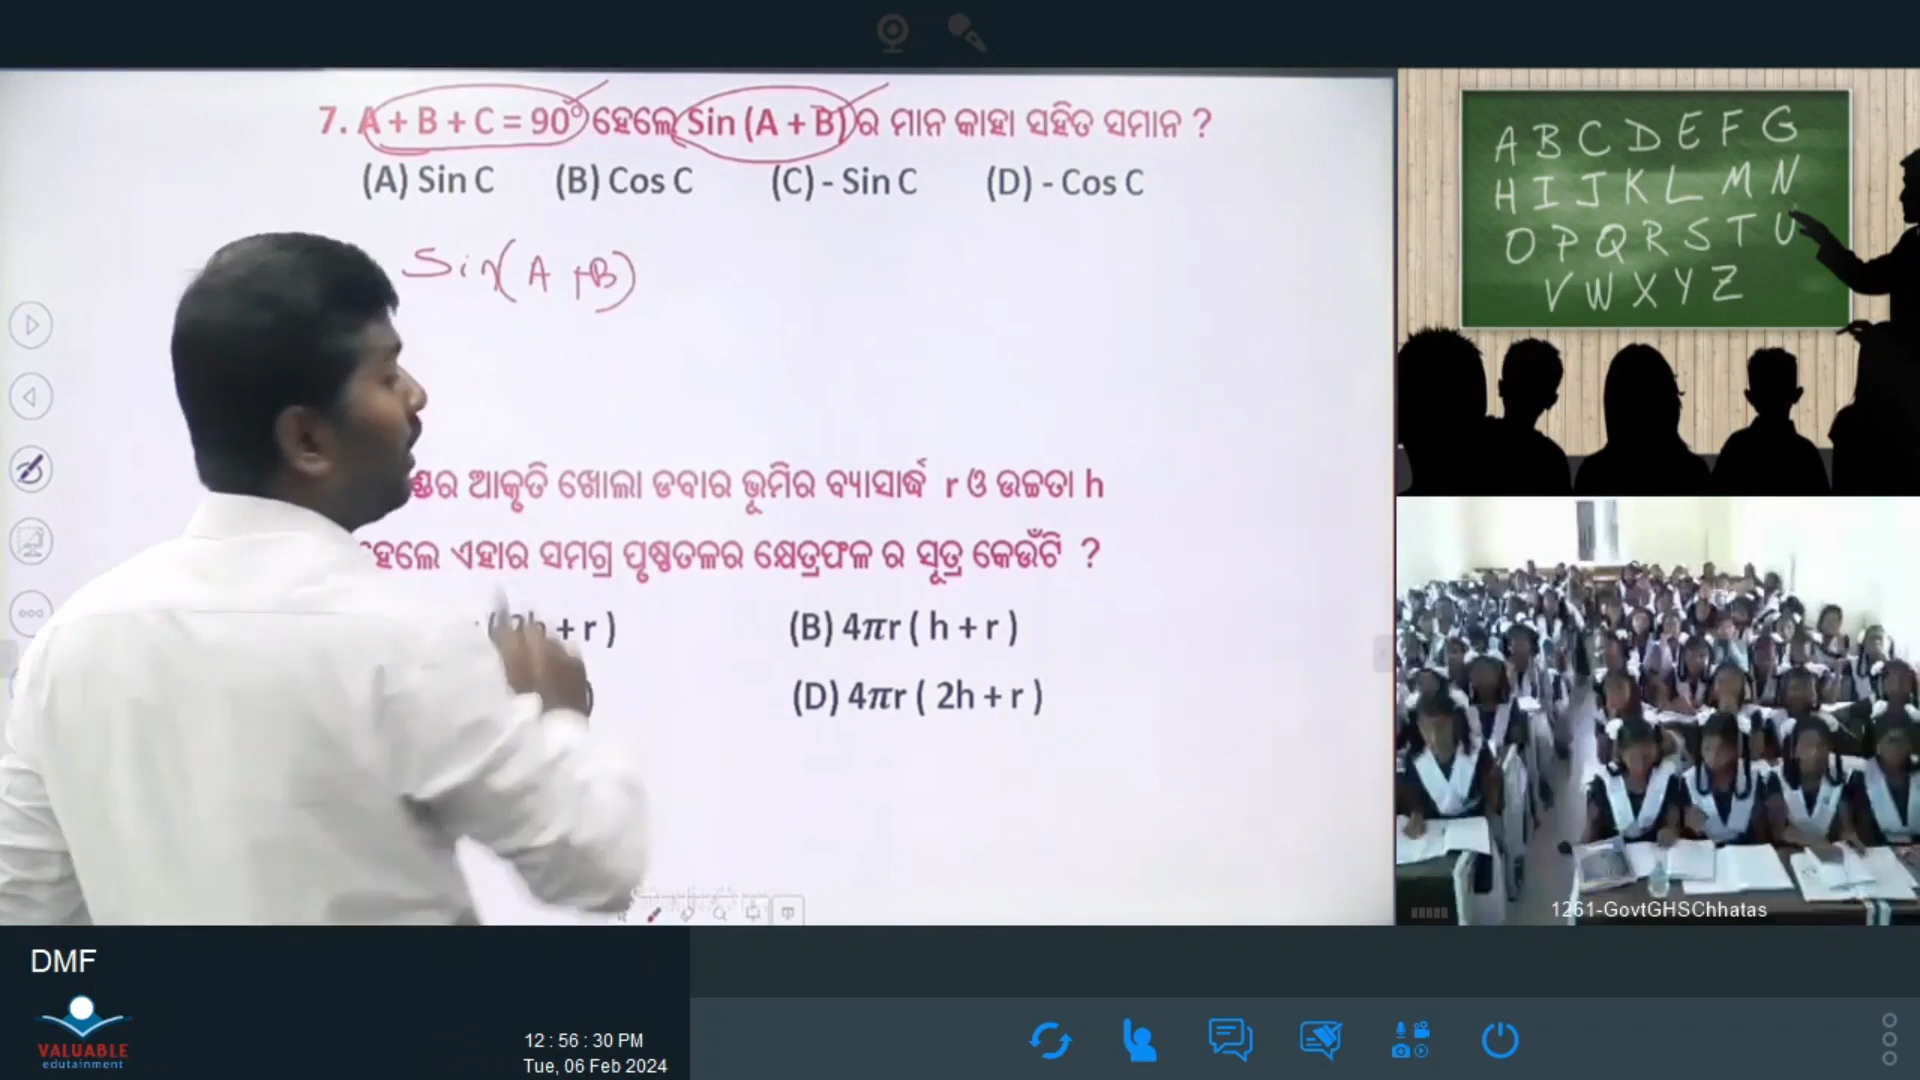 7. A + B + C = 90° ହେଲେ Sin (A + B) ର ମାନ କାହା ସହିତ ସମାନ ?
(A) Sin C (B) Cos C (C) - Sin C (D) - Cos C
Sin(A+B)
ର ଆକୃତି ଖୋଲା ଡବାର ଭୂମିର ବ୍ୟାସାର୍ଦ୍ଧ r ଓ ଉଚ୍ଚତା h
ହେଲେ ଏହାର ସମଗ୍ର ପୃଷ୍ଠତଳର କ୍ଷେତ୍ରଫଳ ର ସୂତ୍ର କେଉଁଟି ?
(2h + r )
(B) 4πr ( h + r )
)
(D) 4πr ( 2h + r )
A B C D E F G
H I J K L M N
O P Q R S T U
V W X Y Z
1261-GovtGHSChhatas
DMF
VALUABLE
edutainment
12 : 56 : 30 PM
Tue, 06 Feb 2024